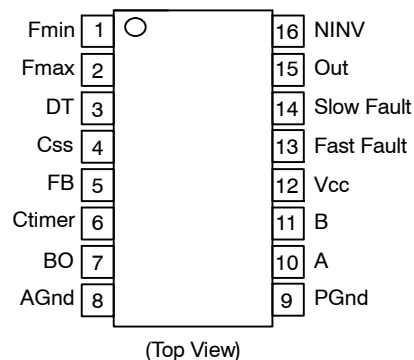 Fmin 1 16 NINV
Fmax 2 15 Out
DT 3 14 Slow Fault
Css 4 13 Fast Fault
FB 5 12 Vcc
Ctimer 6 11 B
BO 7 10 A
AGnd 8 9 PGnd
(Top View)